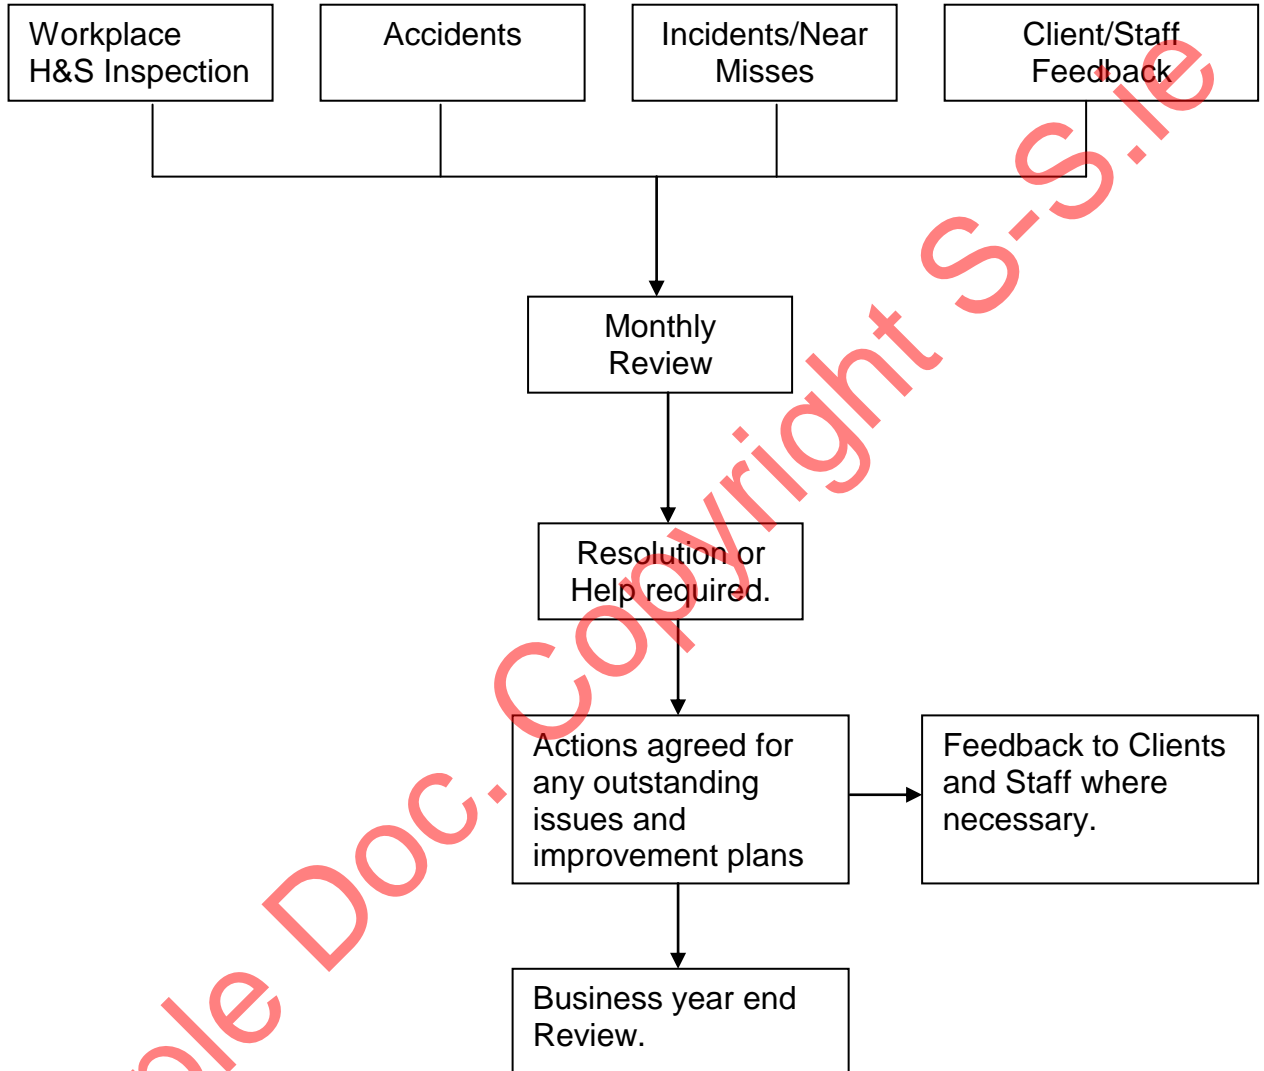 Workplace
H&S Inspection
Accidents
Incidents/Near
Misses
Client/Staff
Feedback
Monthly
Review
Resolution or
Help required.
Actions agreed for
any outstanding
issues and
improvement plans
Feedback to Clients
and Staff where
necessary.
Business year end
Review.
ple Doc. Copyright S-S.ie